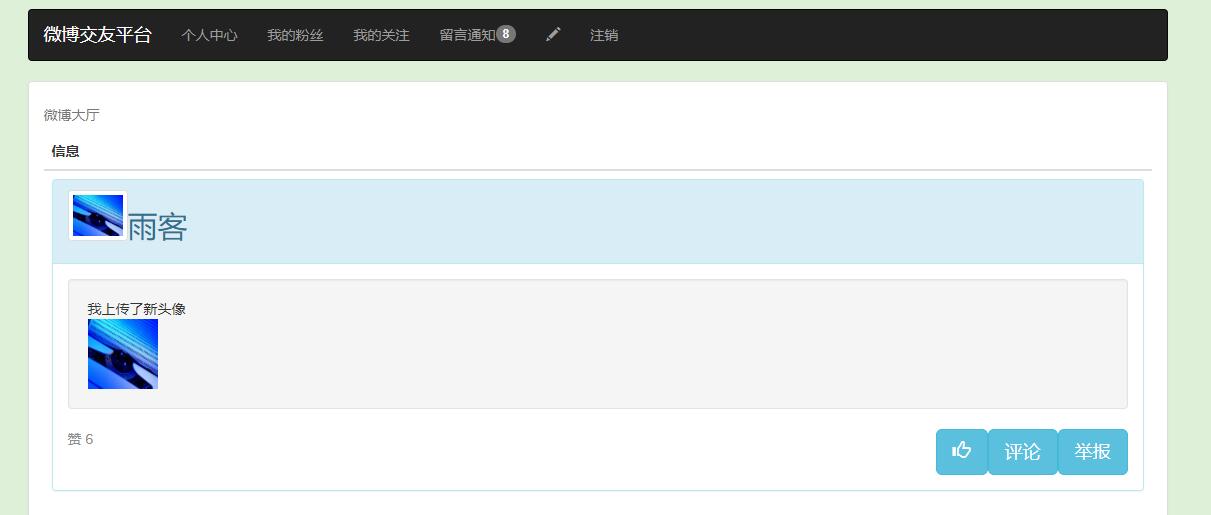 微博交友平台 个人中心 我的粉丝 我的关注 留言通知 8 注销
微博大厅
信息
雨客
我上传了新头像
赞 6 评论 举报